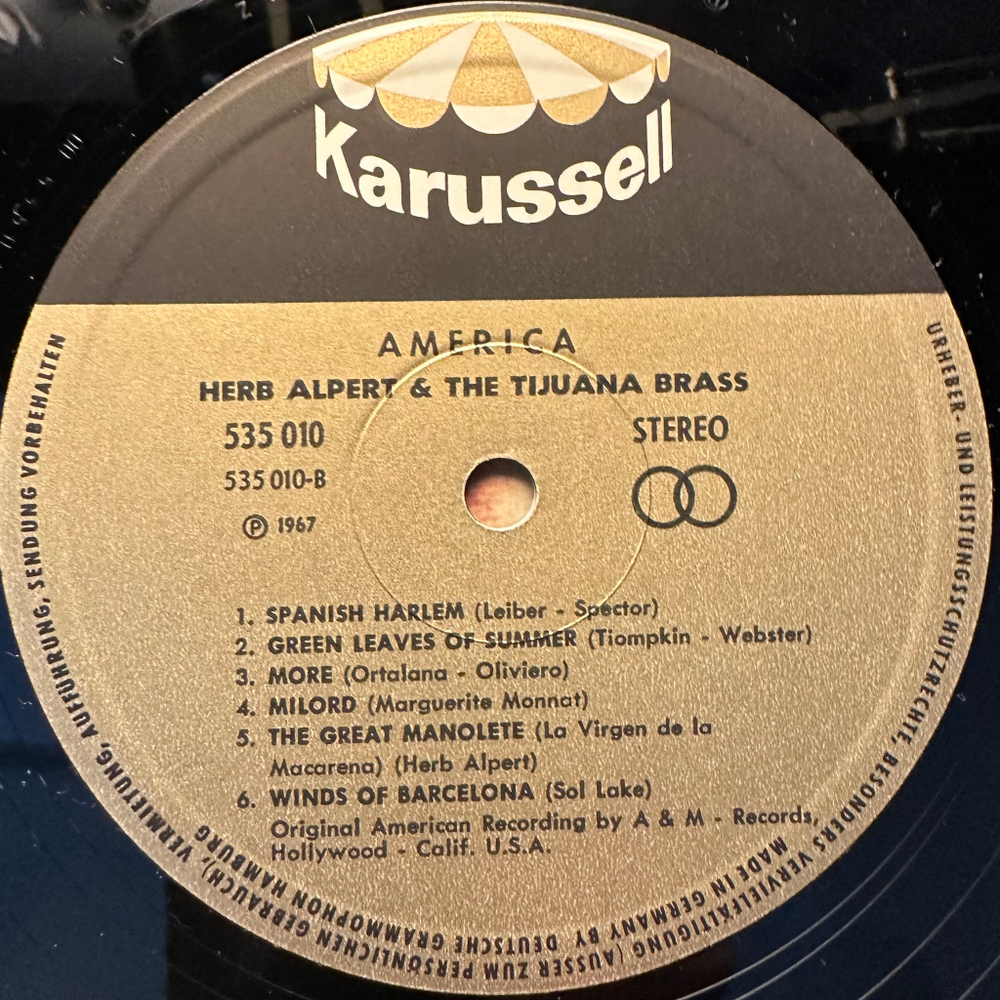 Karussell
AMERICA
HERB ALPERT & THE TIJUANA BRASS
535 010
STEREO
535 010-B
Ⓟ 1967
1. SPANISH HARLEM (Leiber - Spector)
2. GREEN LEAVES OF SUMMER (Tiompkin - Webster)
3. MORE (Ortalana - Oliviero)
4. MILORD (Marguerite Monnat)
5. THE GREAT MANOLETE (La Virgen de la
Macarena) (Herb Alpert)
6. WINDS OF BARCELONA (Sol Lake)
Original American Recording by A & M - Records,
Hollywood - Calif. U.S.A.
URHEBER- UND LEISTUNGSSCHUTZRECHTE, BESONDERS VERVIELFÄLTIGUNG (AUSSER ZUM PERSÖNLICHEN GEBRAUCH), VERMIETUNG, AUFFÜHRUNG, SENDUNG VORBEHALTEN
MADE IN GERMANY BY DEUTSCHE GRAMMOPHON HAMBURG